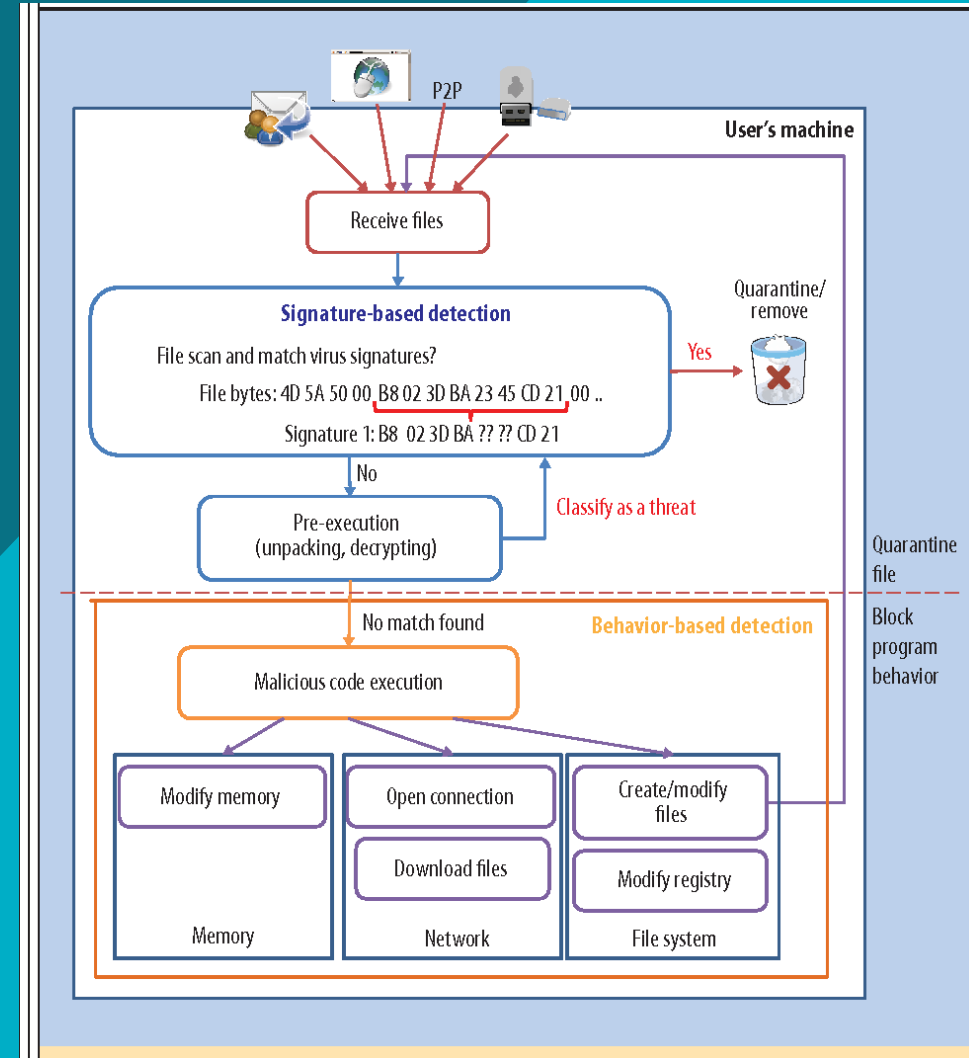 P2P
User's machine
Receive files
Signature-based detection
File scan and match virus signatures?
File bytes: 4D 5A 50 00 B8 02 3D BA 23 45 CD 21 00 ..
Signature 1: B8 02 3D BA ?? ?? CD 21
Yes
Quarantine/
remove
No
Pre-execution
(unpacking, decrypting)
Classify as a threat
Quarantine
file
Block
program
behavior
No match found
Behavior-based detection
Malicious code execution
Modify memory
Memory
Open connection
Download files
Network
Create/modify
files
Modify registry
File system